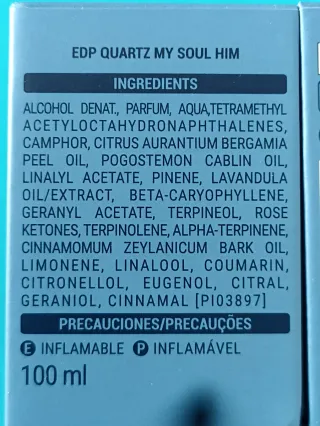 EDP QUARTZ MY SOUL HIM
INGREDIENTS
ALCOHOL DENAT., PARFUM, AQUA,TETRAMETHYL
ACETYLOCTAHYDRONAPHTHALENES,
CAMPHOR, CITRUS AURANTIUM BERGAMIA
PEEL OIL, POGOSTEMON CABLIN OIL,
LINALYL ACETATE, PINENE, LAVANDULA
OIL/EXTRACT, BETA-CARYOPHYLLENE,
GERANYL ACETATE, TERPINEOL, ROSE
KETONES, TERPINOLENE, ALPHA-TERPINENE,
CINNAMOMUM ZEYLANICUM BARK OIL,
LIMONENE, LINALOOL, COUMARIN,
CITRONELLOL, EUGENOL, CITRAL,
GERANIOL, CINNAMAL [PI03897]
PRECAUCIONES/PRECAUÇÕES
E INFLAMABLE P INFLAMÁVEL
100 ml